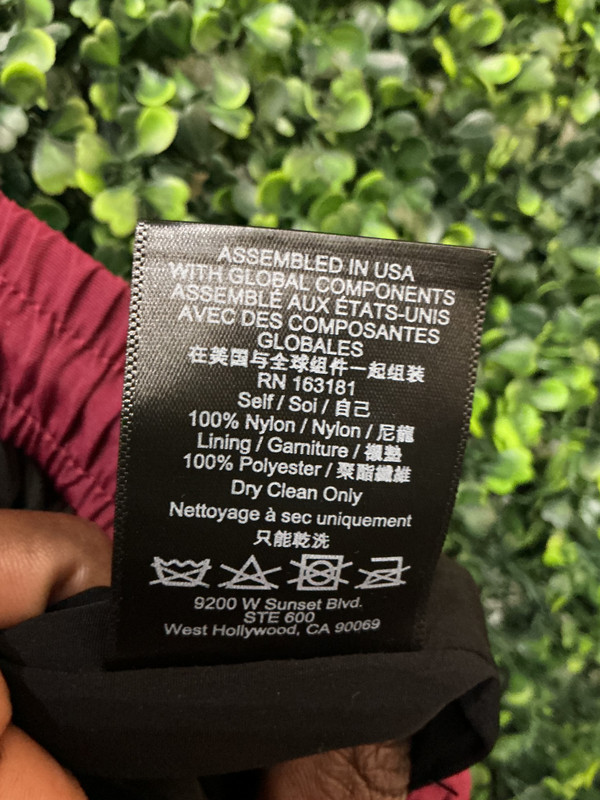 ASSEMBLED IN USA
WITH GLOBAL COMPONENTS
ASSEMBLÉ AUX ÉTATS-UNIS
AVEC DES COMPOSANTES
GLOBALES
在美国与全球组件一起组装
RN 163181
Self / Soi / 自己
100% Nylon / Nylon / 尼龍
Lining / Garniture / 襯墊
100% Polyester / 聚酯纖維
Dry Clean Only
Nettoyage à sec uniquement
只能乾洗
9200 W Sunset Blvd.
STE 600
West Hollywood, CA 90069